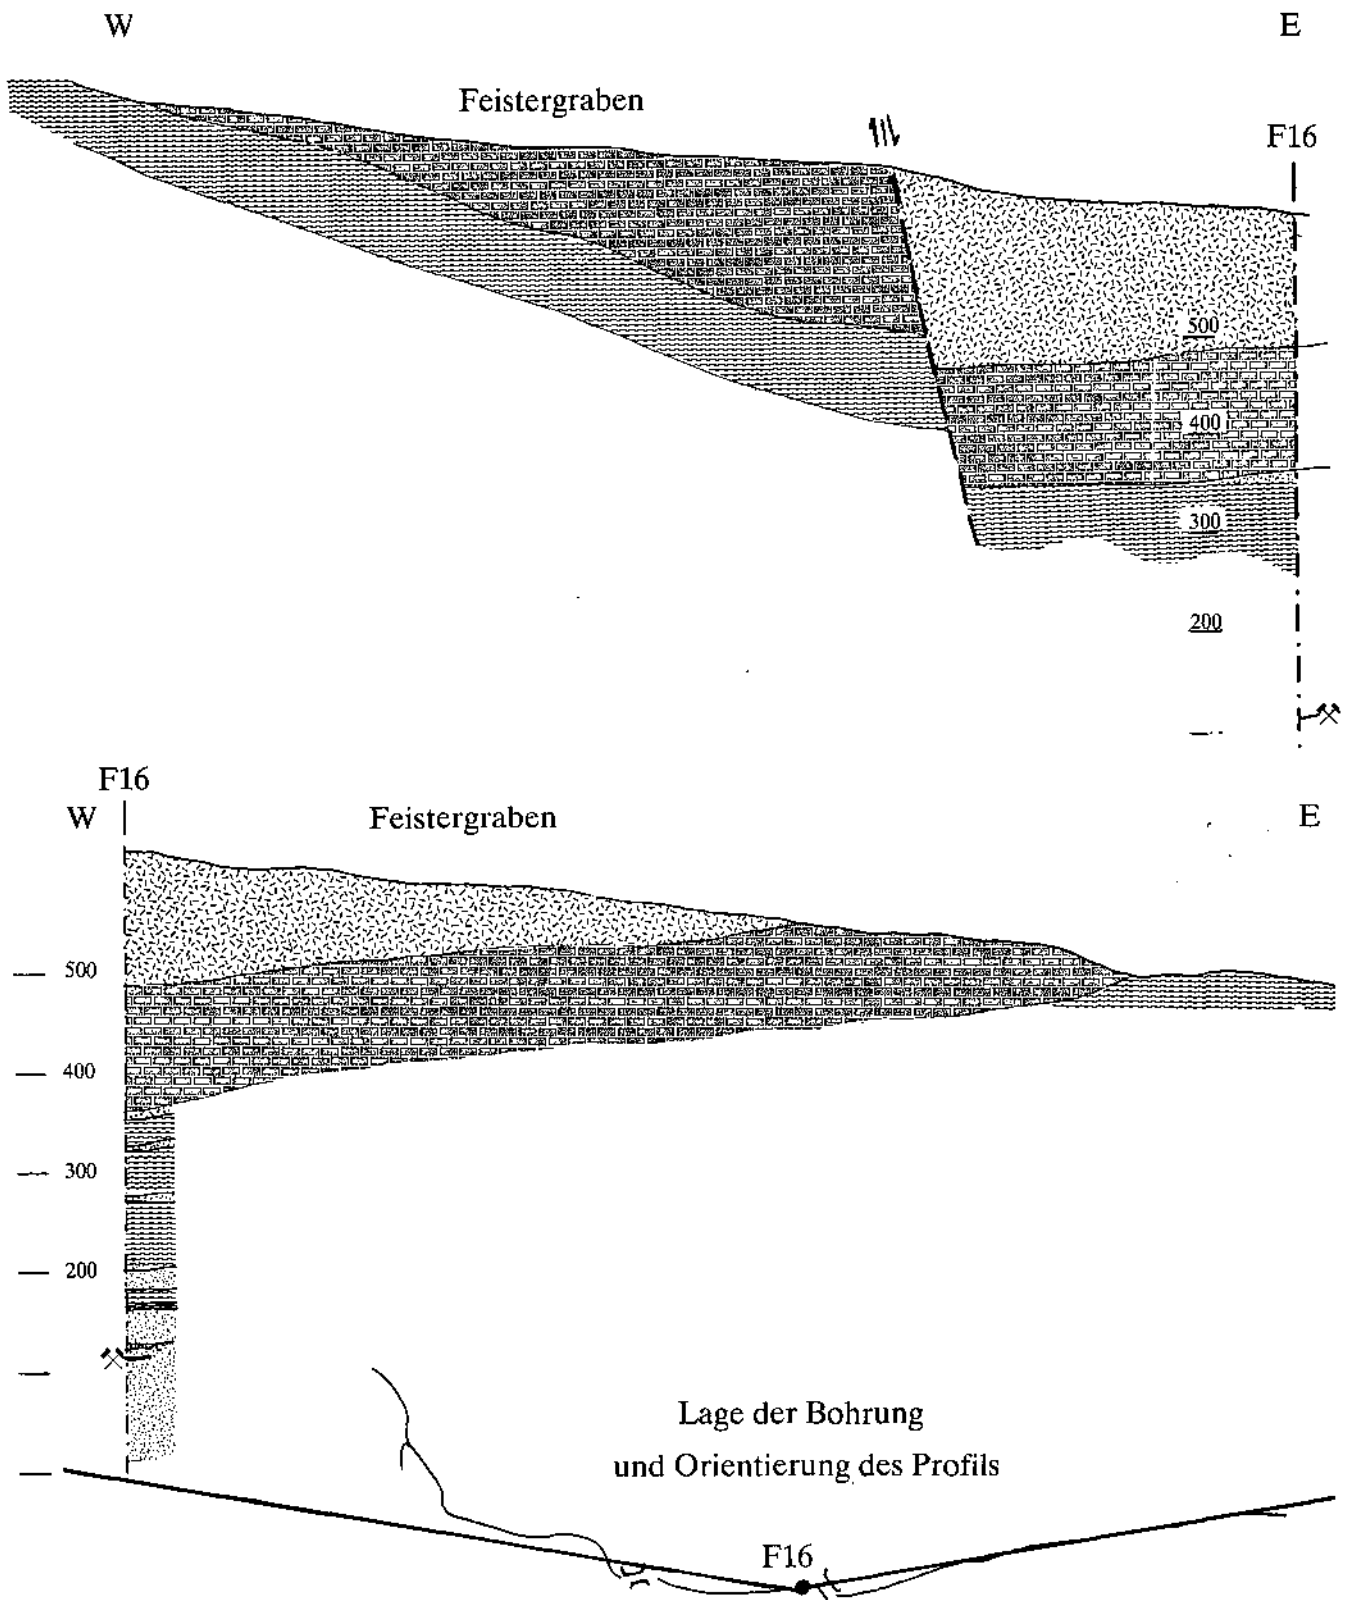 W
E
Feistergraben
F16
500
400
300
200
F16
W
Feistergraben
E
500
400
300
200
Lage der Bohrung
und Orientierung des Profils
F16